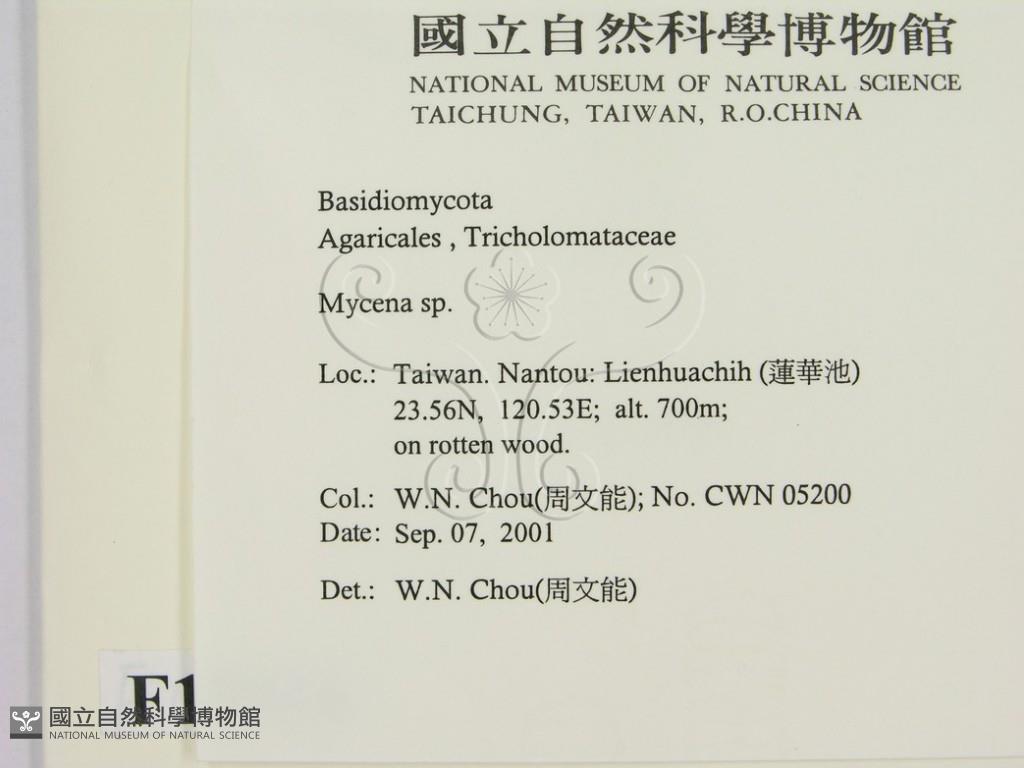 國立自然科學博物館
NATIONAL MUSEUM OF NATURAL SCIENCE
TAICHUNG, TAIWAN, R.O.CHINA
Basidiomycota
Agaricales , Tricholomataceae
Mycena sp.
Loc.: Taiwan. Nantou: Lienhuachih (蓮華池)
23.56N, 120.53E; alt. 700m;
on rotten wood.
Col.: W.N. Chou(周文能); No. CWN 05200
Date: Sep. 07, 2001
Det.: W.N. Chou(周文能)
F1
國立自然科學博物館
NATIONAL MUSEUM OF NATURAL SCIENCE